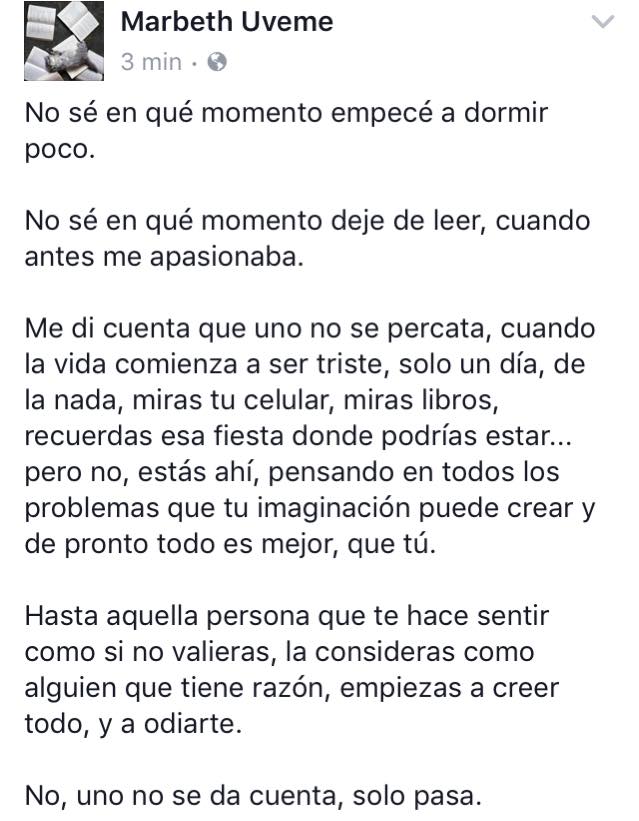 Marbeth Uveme
3 min ·
No sé en qué momento empecé a dormir
poco.
No sé en qué momento deje de leer, cuando
antes me apasionaba.
Me di cuenta que uno no se percata, cuando
la vida comienza a ser triste, solo un día, de
la nada, miras tu celular, miras libros,
recuerdas esa fiesta donde podrías estar...
pero no, estás ahí, pensando en todos los
problemas que tu imaginación puede crear y
de pronto todo es mejor, que tú.
Hasta aquella persona que te hace sentir
como si no valieras, la consideras como
alguien que tiene razón, empiezas a creer
todo, y a odiarte.
No, uno no se da cuenta, solo pasa.